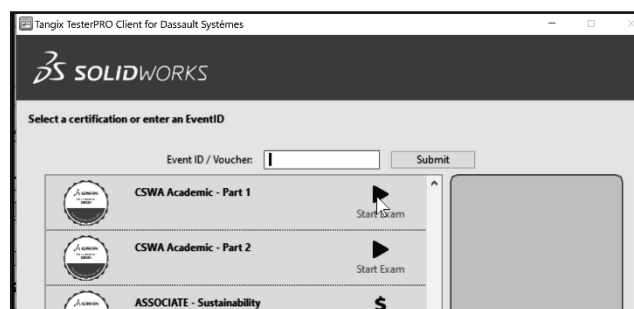 Tangix TesterPRO Client for Dassault Systèmes
SOLIDWORKS
Select a certification or enter an EventID
Event ID / Voucher:
Submit
CSWA Academic - Part 1
Start Exam
CSWA Academic - Part 2
Start Exam
ASSOCIATE - Sustainability
$